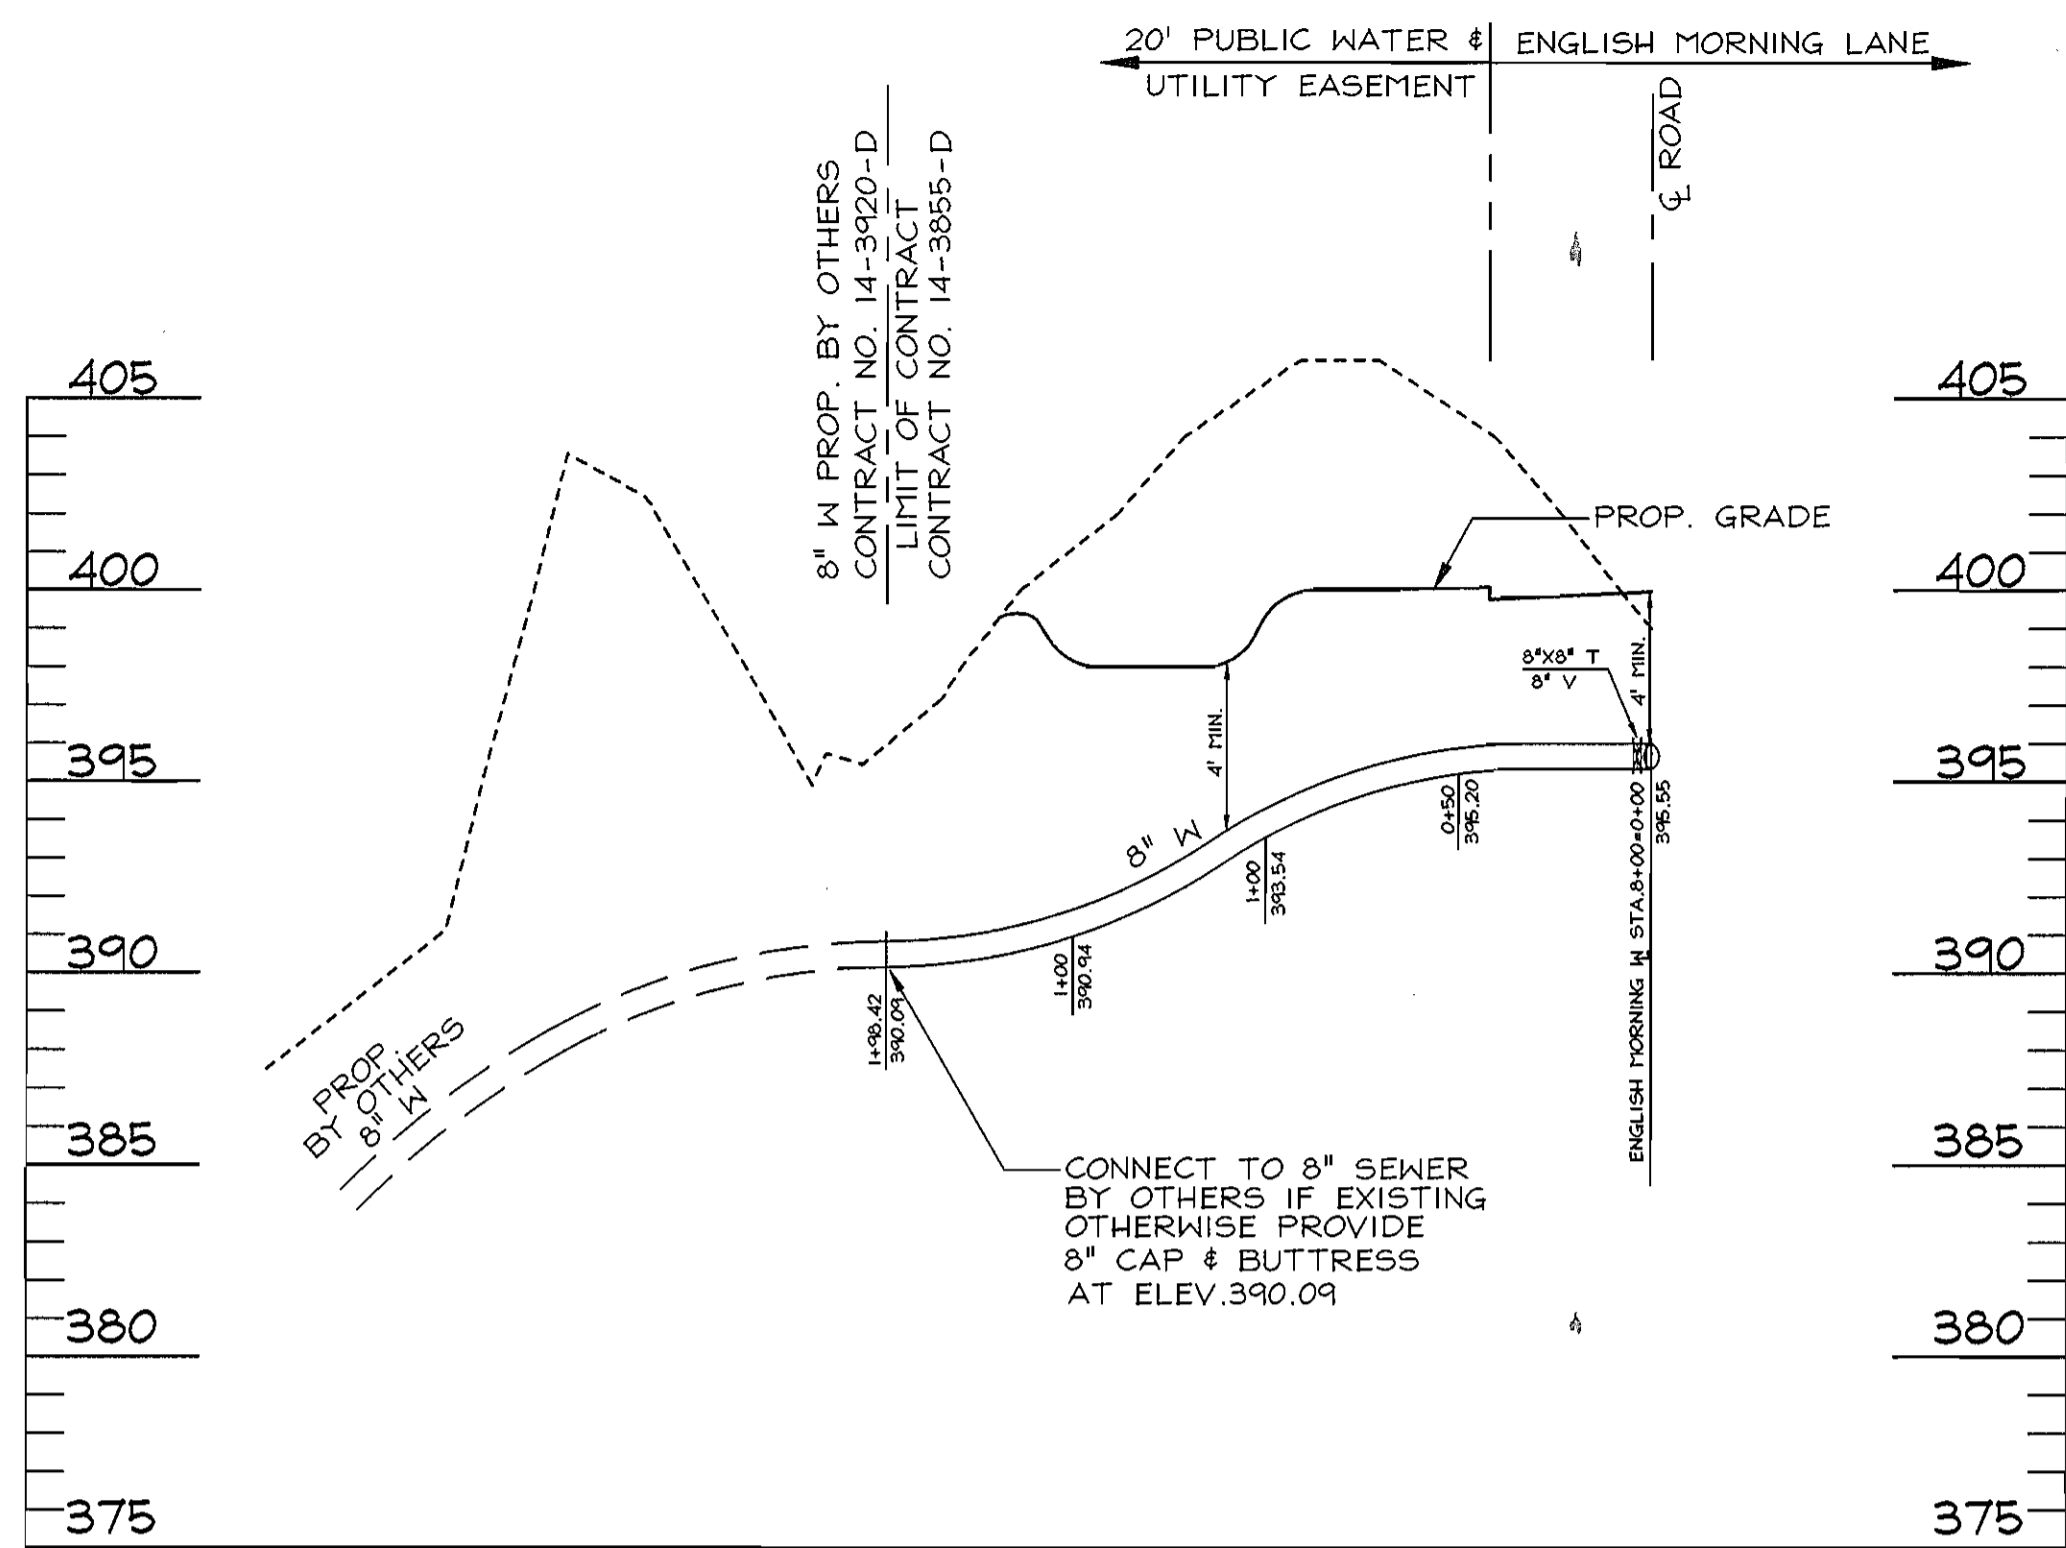 20' PUBLIC WATER &
UTILITY EASEMENT
ENGLISH MORNING LANE
℄ ROAD
8" W PROP. BY OTHERS
CONTRACT NO. 14-3920-D
LIMIT OF CONTRACT
CONTRACT NO. 14-3855-D
405
400
395
390
385
380
375
405
400
395
390
385
380
375
PROP. GRADE
8"X8" T
8" V
4' MIN.
4' MIN.
8" W
0+50
395.20
1+00
393.54
1+00
390.94
1+98.42
390.09
ENGLISH MORNING W STA.8+00=0+00
395.55
PROP.
BY OTHERS
8" W
CONNECT TO 8" SEWER
BY OTHERS IF EXISTING
OTHERWISE PROVIDE
8" CAP & BUTTRESS
AT ELEV.390.09